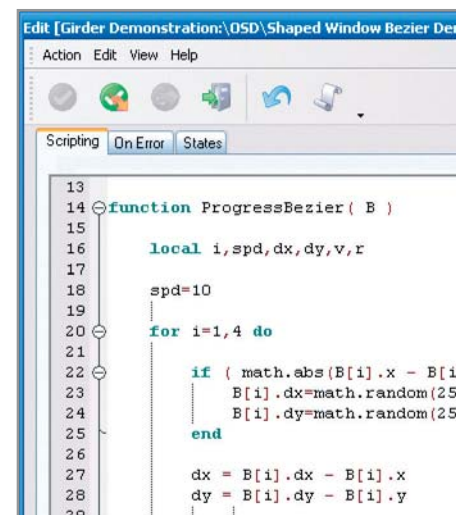 Edit [Girder Demonstration:\OSD\Shaped Window Bezier
Action Edit View Help
Scripting On Error States
13
14 function ProgressBezier( B )
15
16 local i,spd,dx,dy,v,r
17
18 spd=10
19
20 for i=1,4 do
21
22 if ( math.abs(B[i].x - B[i
23 B[i].dx=math.random(25
24 B[i].dy=math.random(25
25 end
26
27 dx = B[i].dx - B[i].x
28 dy = B[i].dy - B[i].y
29